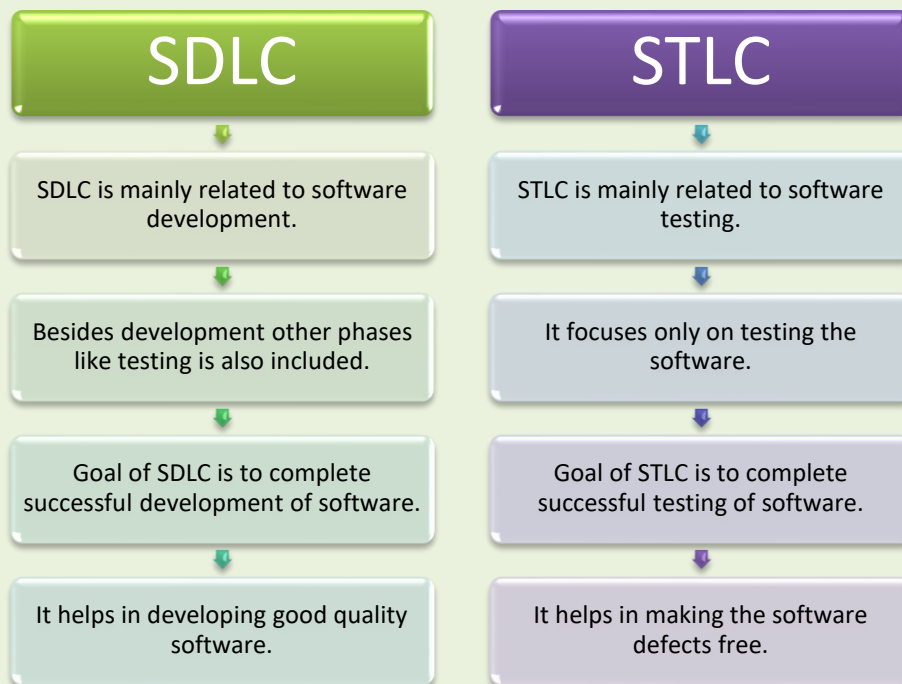 SDLC
SDLC is mainly related to software
development.
Besides development other phases
like testing is also included.
Goal of SDLC is to complete
successful development of software.
It helps in developing good quality
software.
STLC
STLC is mainly related to software
testing.
It focuses only on testing the
software.
Goal of STLC is to complete
successful testing of software.
It helps in making the software
defects free.